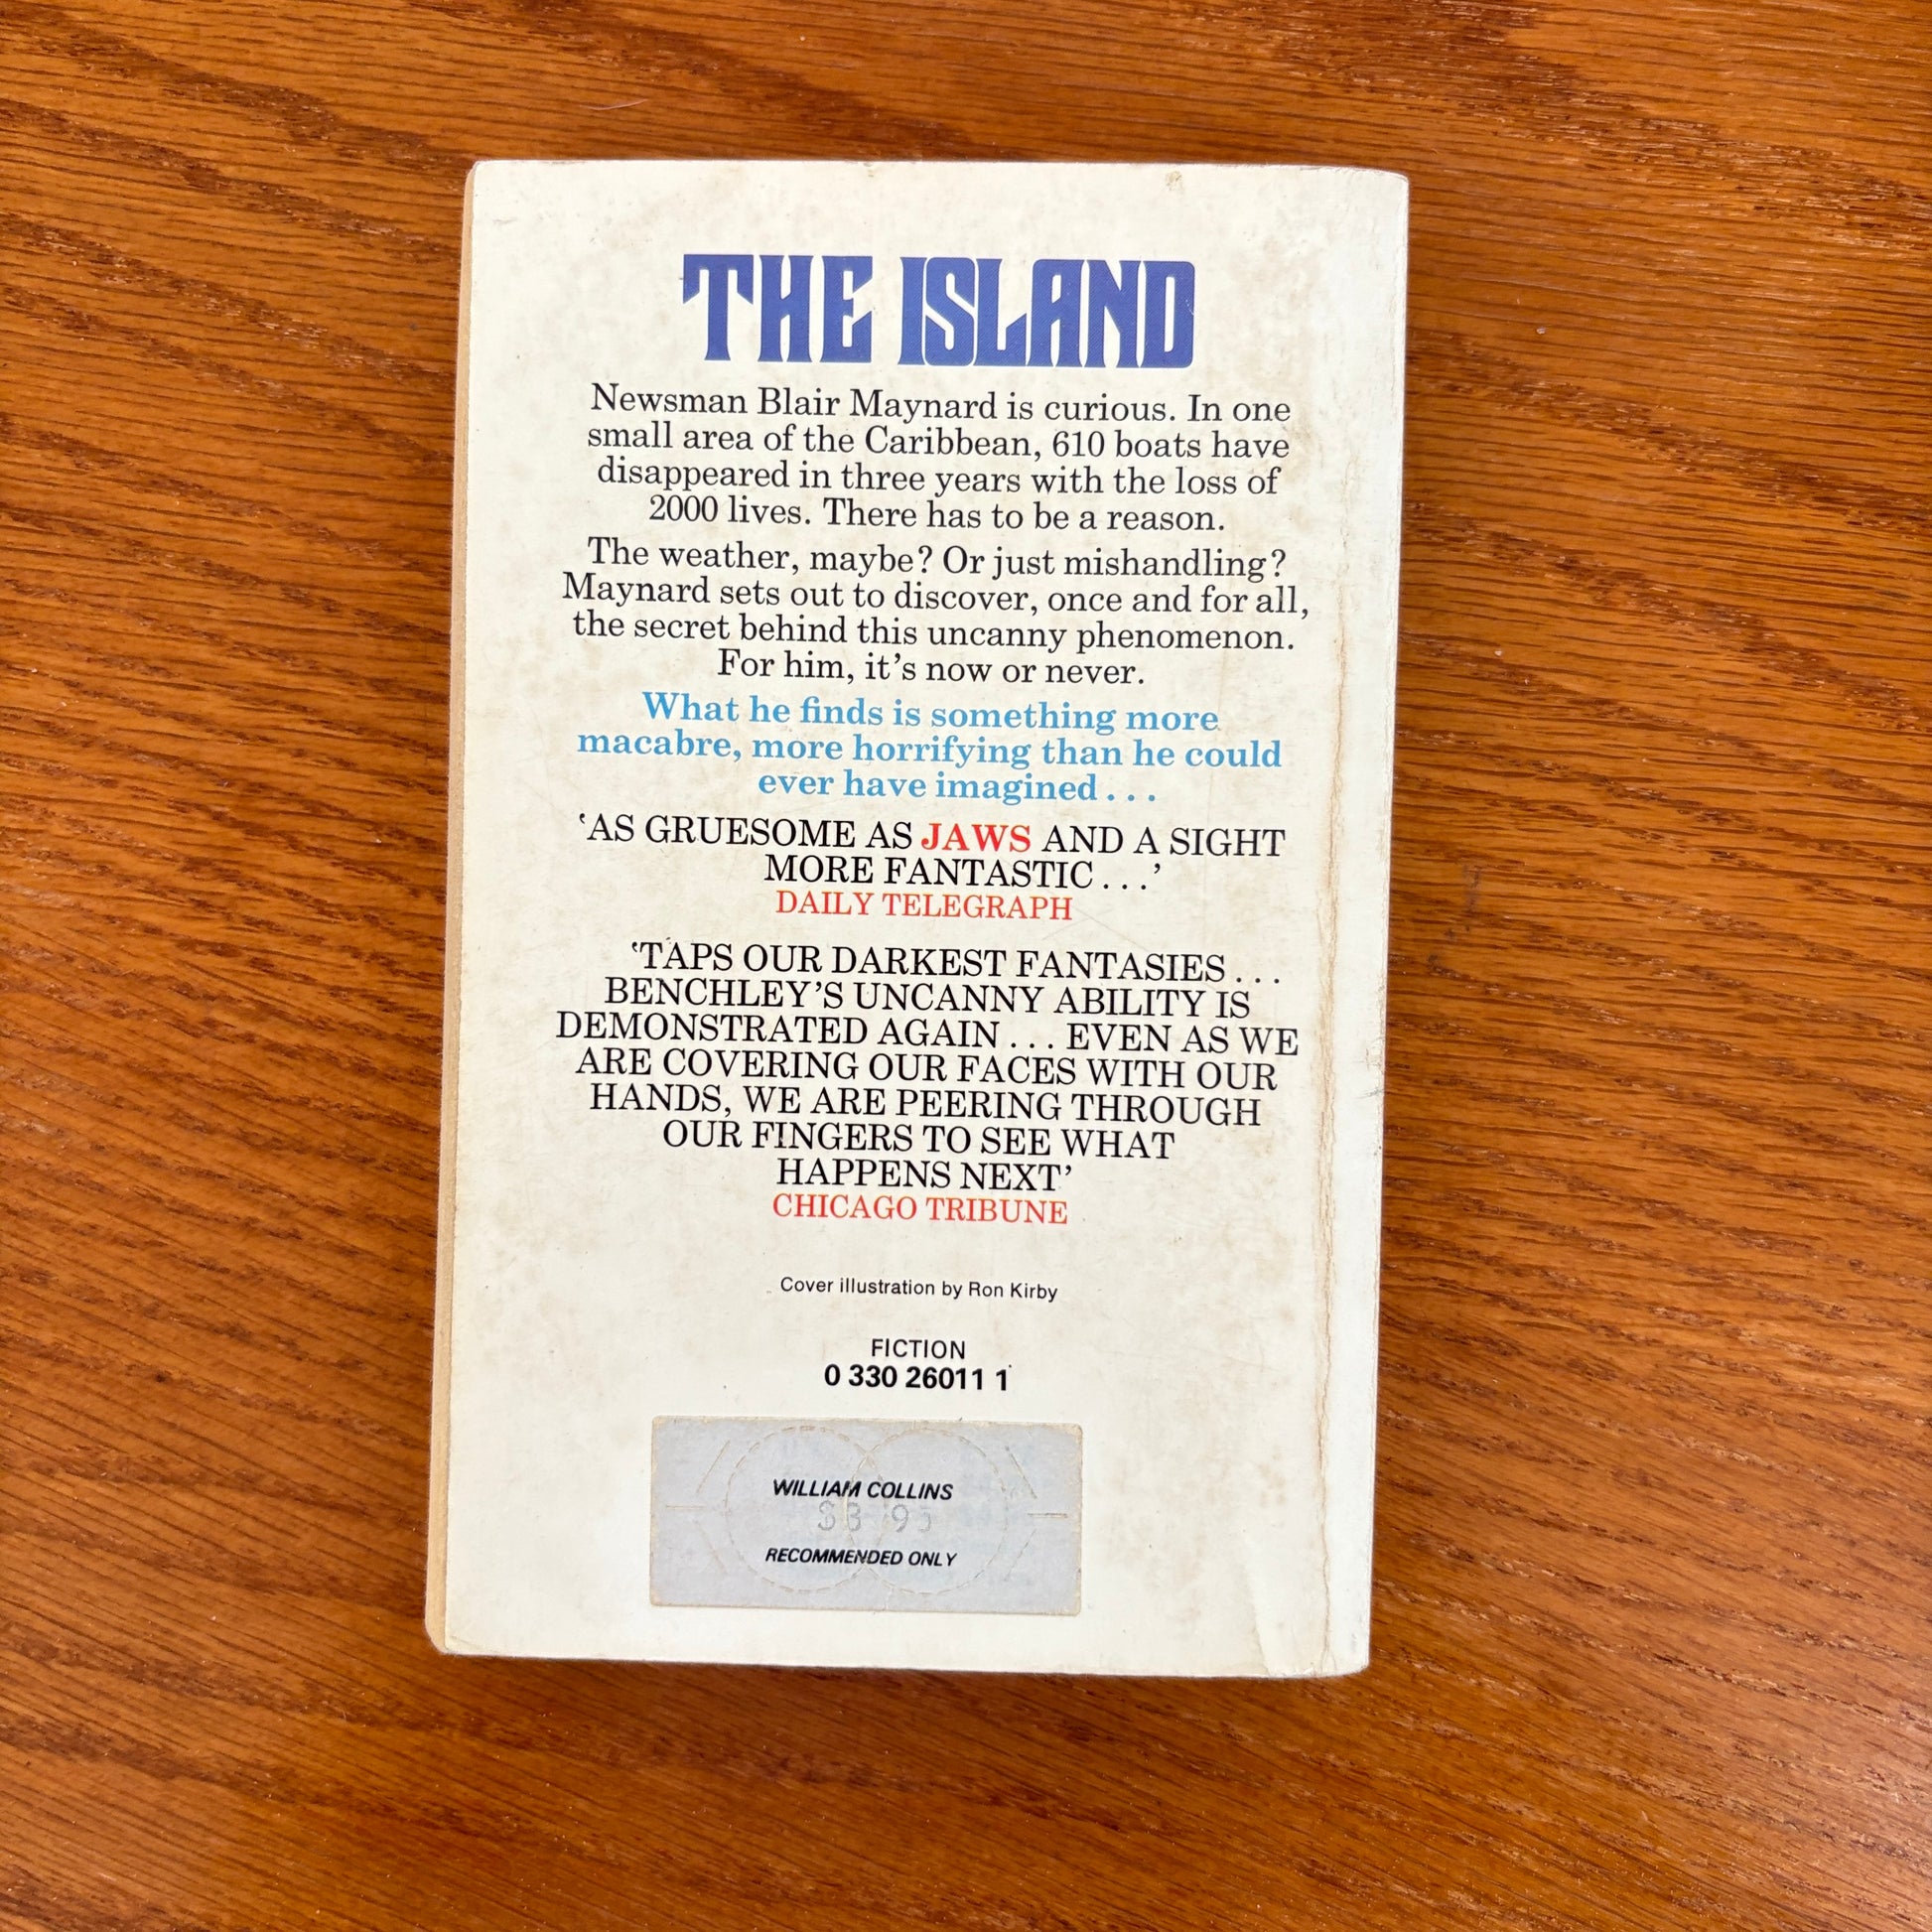 THE ISLAND
Newsman Blair Maynard is curious. In one
small area of the Caribbean, 610 boats have
disappeared in three years with the loss of
2000 lives. There has to be a reason.
The weather, maybe? Or just mishandling?
Maynard sets out to discover, once and for all,
the secret behind this uncanny phenomenon.
For him, it’s now or never.
What he finds is something more
macabre, more horrifying than he could
ever have imagined . . .
‘AS GRUESOME AS JAWS AND A SIGHT
MORE FANTASTIC . . .’
DAILY TELEGRAPH
‘TAPS OUR DARKEST FANTASIES . . .
BENCHLEY’S UNCANNY ABILITY IS
DEMONSTRATED AGAIN . . . EVEN AS WE
ARE COVERING OUR FACES WITH OUR
HANDS, WE ARE PEERING THROUGH
OUR FINGERS TO SEE WHAT
HAPPENS NEXT’
CHICAGO TRIBUNE
Cover illustration by Ron Kirby
FICTION
0 330 26011 1
WILLIAM COLLINS
RECOMMENDED ONLY